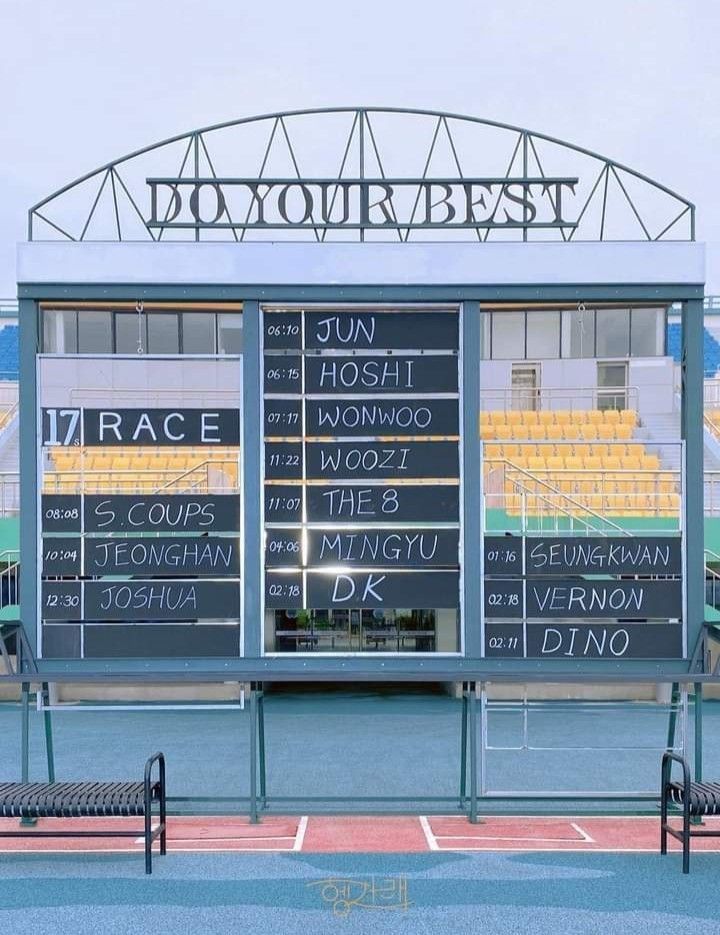 DO YOUR BEST
17s RACE
08:08 S.COUPS
10:04 JEONGHAN
12:30 JOSHUA
06:10 JUN
06:15 HOSHI
07:17 WONWOO
11:22 WOOZI
11:07 THE 8
04:06 MINGYU
02:18 D.K
01:16 SEUNGKWAN
02:18 VERNON
02:11 DINO
헹가래